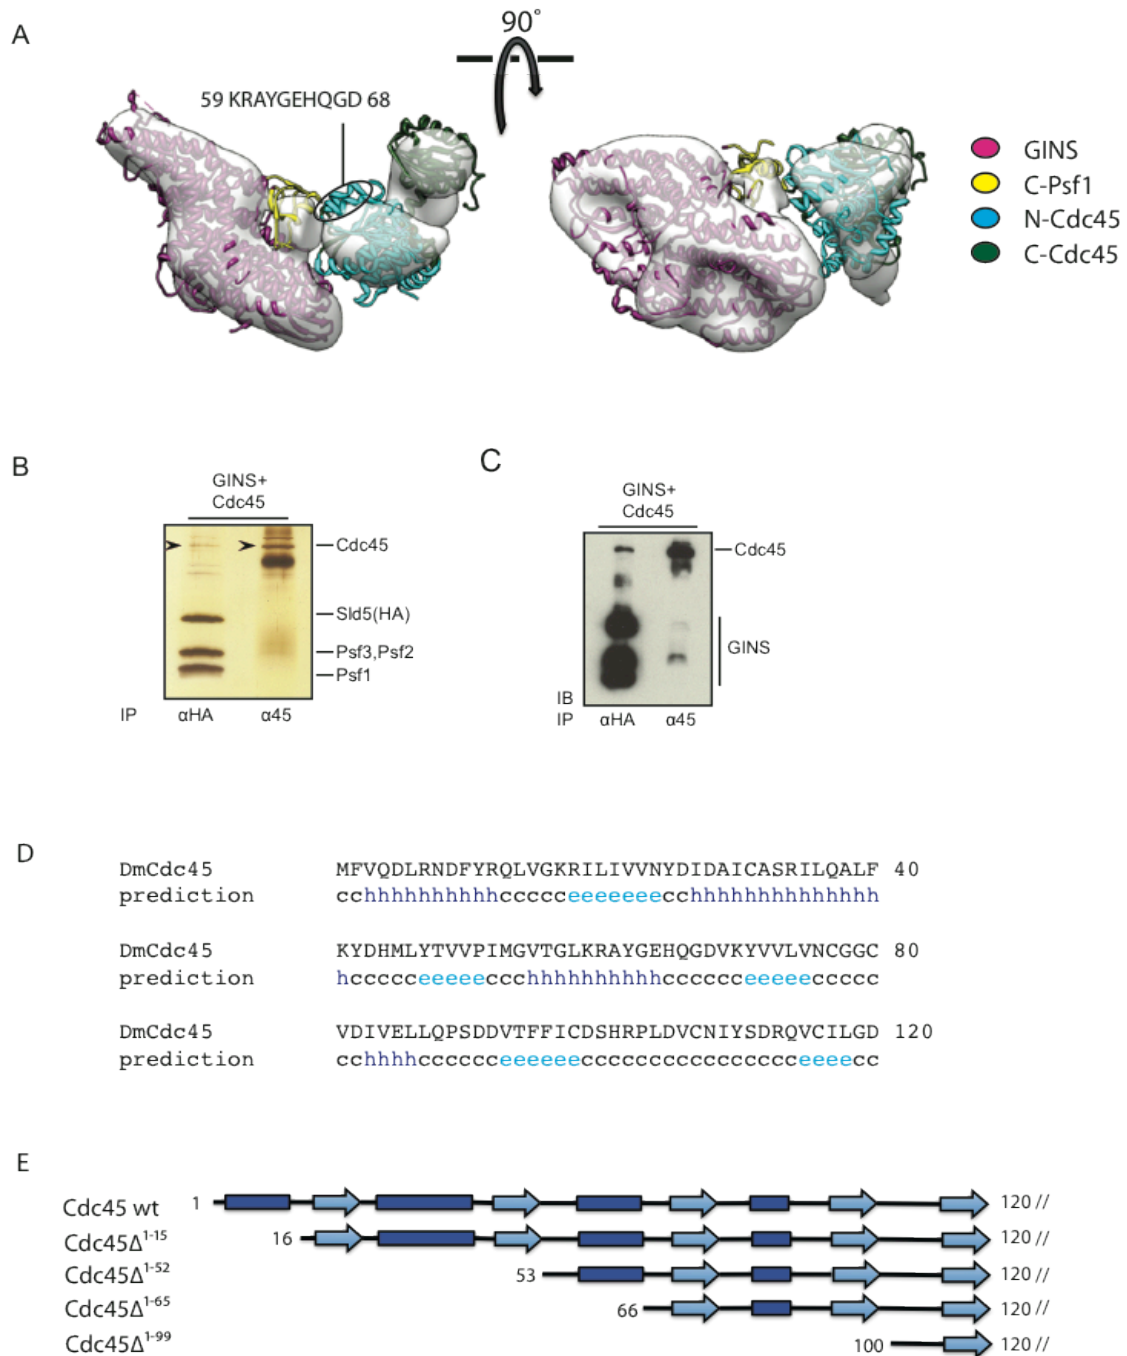 A
90°
59 KRAYGEHQGD 68
GINS
C-Psf1
N-Cdc45
C-Cdc45
B
GINS+
Cdc45
Cdc45
Sld5(HA)
Psf3,Psf2
Psf1
IP αHA α45
C
GINS+
Cdc45
Cdc45
GINS
IB
IP αHA α45
D
DmCdc45 MFVQDLRNDFYRQLVGKRILIVVNYDIDAICASRILQALF 40
prediction cchhhhhhhhhhccccceeeeeeecchhhhhhhhhhhhhh
DmCdc45 KYDHMLYTVVPIMGVTGLKRAYGEHQGDVKYVVLVNCGGC 80
prediction hccccceeeeeccchhhhhhhhhhcccccceeeeeccccc
DmCdc45 VDIVELLQPSDDVTFFICDSHRPLDVCNIYSDRQVCILGD 120
prediction cchhhhcccccceeeeeecccccccccccccccceeeecc
E
Cdc45 wt 1 120 //
Cdc45Δ1-15 16 120 //
Cdc45Δ1-52 53 120 //
Cdc45Δ1-65 66 120 //
Cdc45Δ1-99 100 120 //